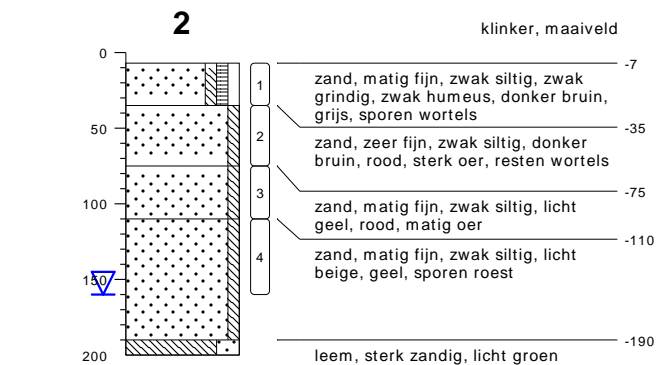 2
klinker, maaiveld
0
-7
1
zand, matig fijn, zwak siltig, zwak
grindig, zwak humeus, donker bruin,
grijs, sporen wortels
-35
50
2
zand, zeer fijn, zwak siltig, donker
bruin, rood, sterk oer, resten wortels
-75
3
100
zand, matig fijn, zwak siltig, licht
geel, rood, matig oer
-110
4
zand, matig fijn, zwak siltig, licht
beige, geel, sporen roest
150
-190
200
leem, sterk zandig, licht groen